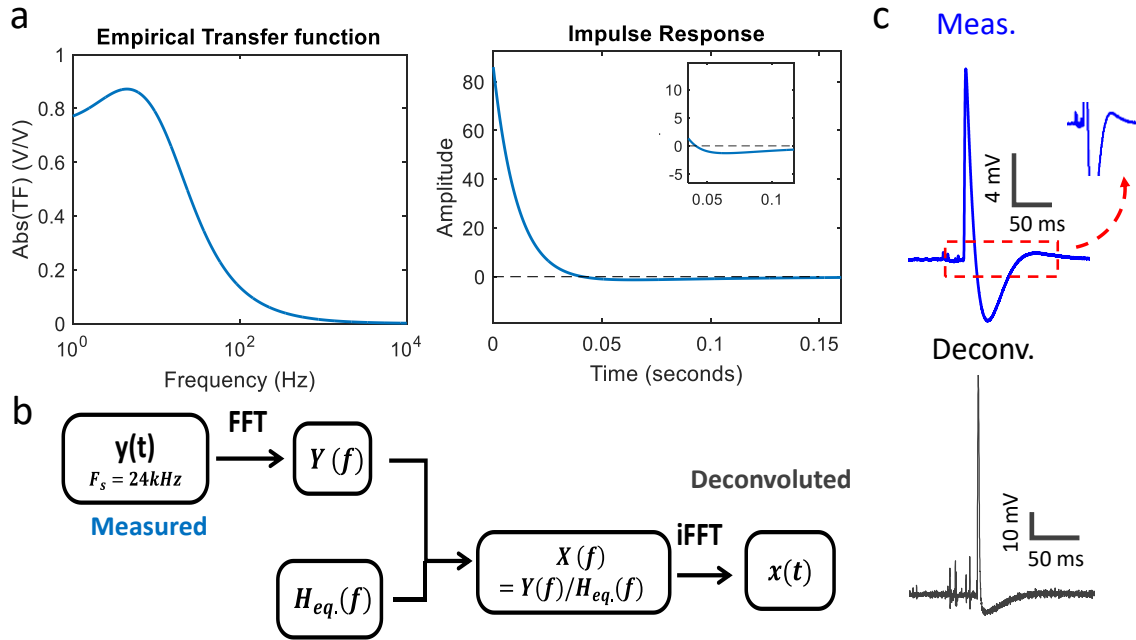 a
Empirical Transfer function
Abs(TF) (V/V)
1
0.8
0.6
0.4
0.2
0
10^0
10^2
10^4
Frequency (Hz)
Impulse Response
Amplitude
80
60
40
20
0
0
0.05
0.1
0.15
Time (seconds)
10
5
0
-5
0.05
0.1
b
y(t)
F_s = 24kHz
Measured
FFT
Y(f)
H_eq.(f)
X(f)
= Y(f)/H_eq.(f)
Deconvoluted
iFFT
x(t)
c
Meas.
4 mV
50 ms
Deconv.
10 mV
50 ms